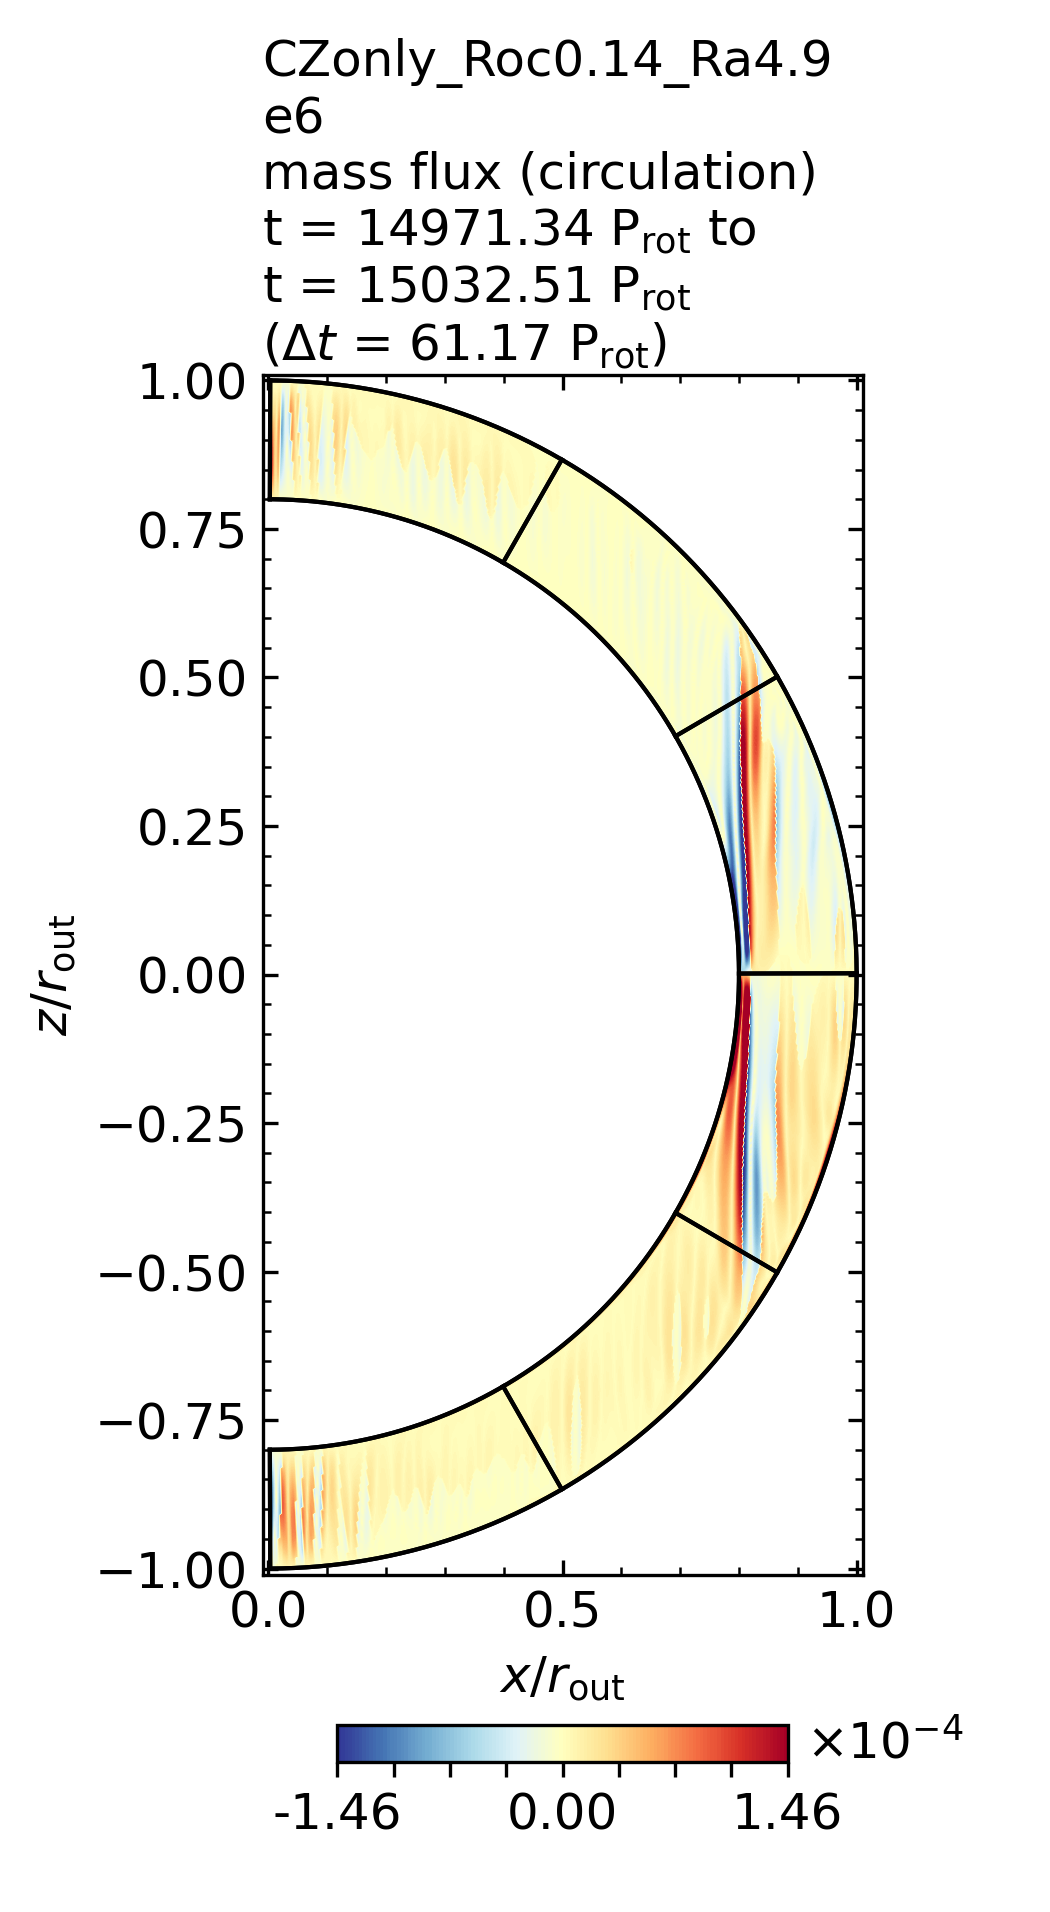 CZonly_Roc0.14_Ra4.9
e6
mass flux (circulation)
t = 14971.34 P_rot to
t = 15032.51 P_rot
(Δt = 61.17 P_rot)
1.00
0.75
0.50
0.25
0.00
−0.25
−0.50
−0.75
−1.00
z/r_out
0.0 0.5 1.0
x/r_out
×10⁻⁴
-1.46 0.00 1.46